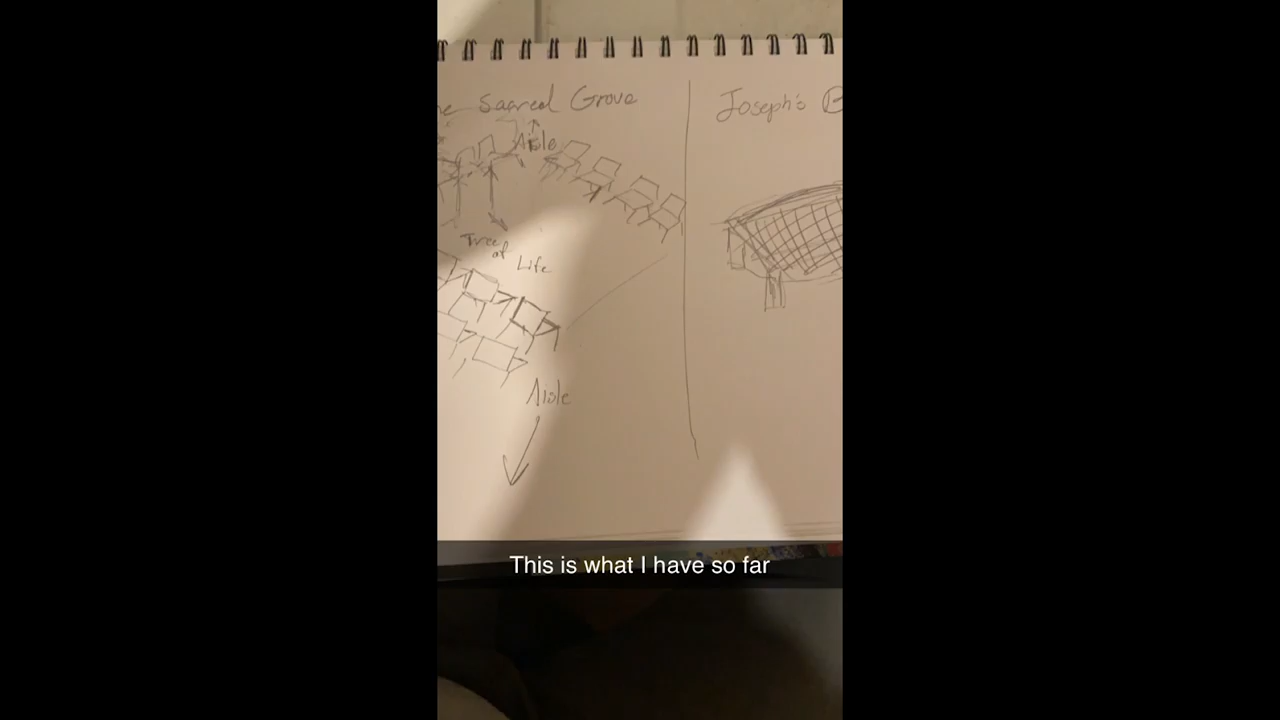 Sacred Grove
Joseph's
Aisle
Tree
of
Life
Aisle
This is what I have so far